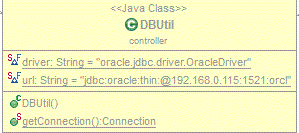 <<Java Class>>
DBUtil
controller
driver: String = "oracle.jdbc.driver.OracleDriver"
url: String = "jdbc:oracle:thin:@192.168.0.115:1521:orcl"
DBUtil()
getConnection():Connection